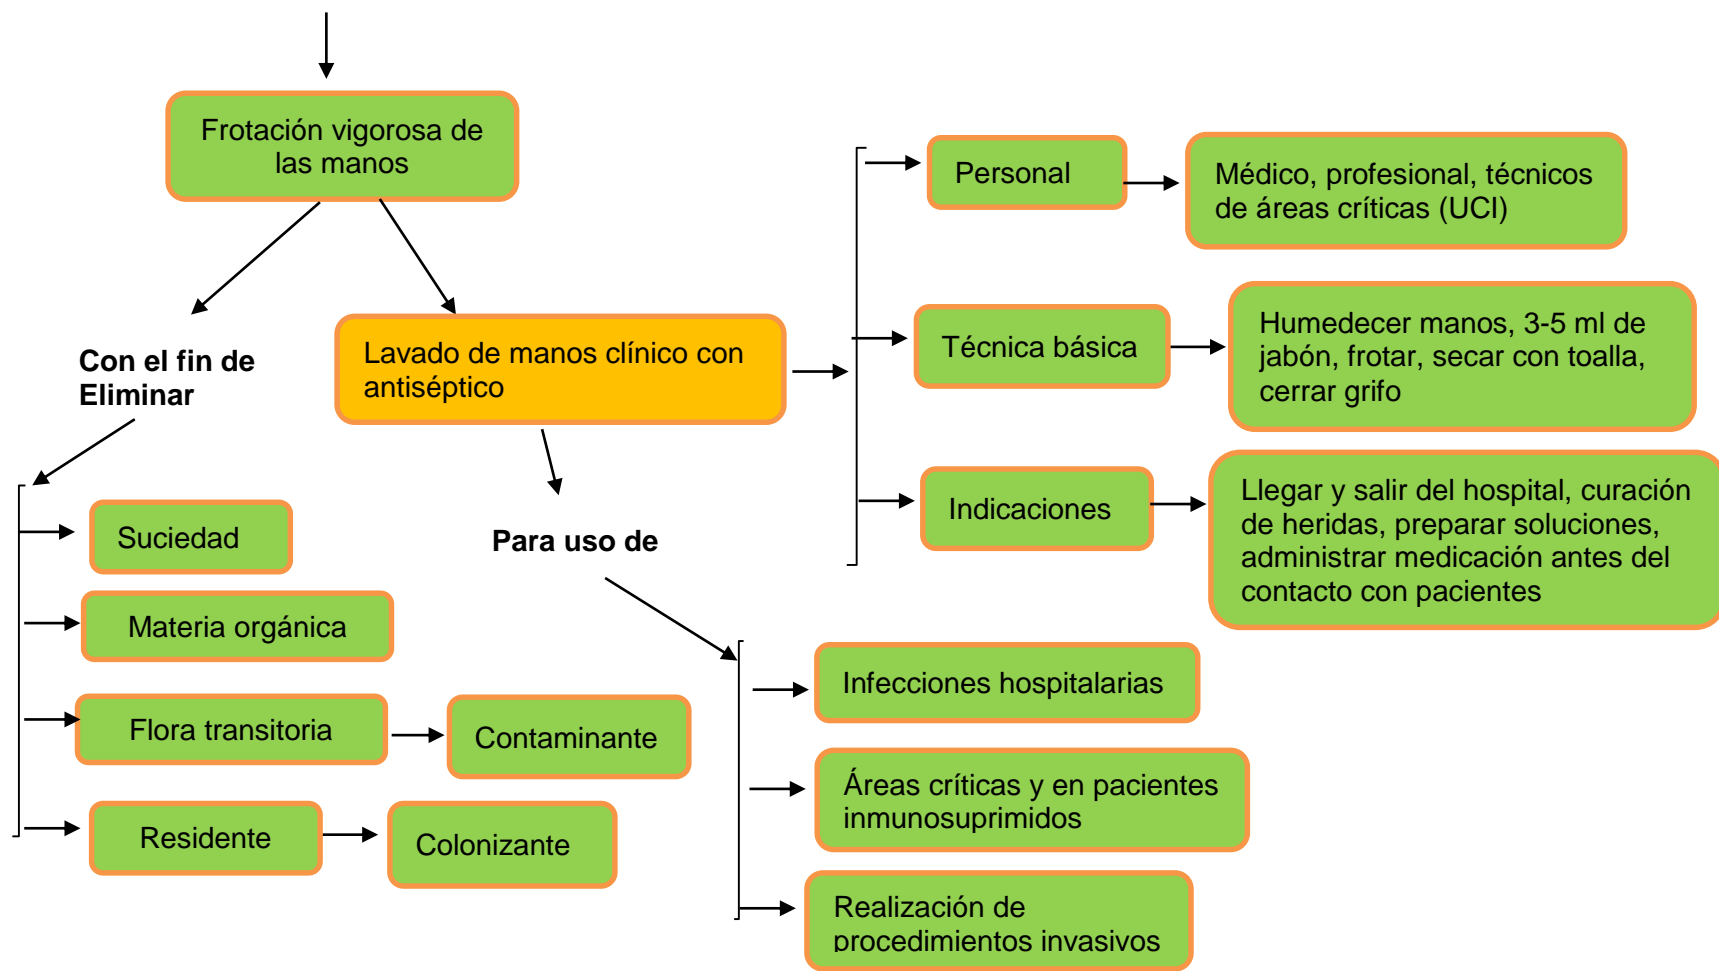 Frotación vigorosa de
las manos
Con el fin de
Eliminar
Suciedad
Materia orgánica
Flora transitoria
Contaminante
Residente
Colonizante
Lavado de manos clínico con
antiséptico
Para uso de
Infecciones hospitalarias
Áreas críticas y en pacientes
inmunosuprimidos
Realización de
procedimientos invasivos
Personal
Médico, profesional, técnicos
de áreas críticas (UCI)
Técnica básica
Humedecer manos, 3-5 ml de
jabón, frotar, secar con toalla,
cerrar grifo
Indicaciones
Llegar y salir del hospital, curación
de heridas, preparar soluciones,
administrar medicación antes del
contacto con pacientes